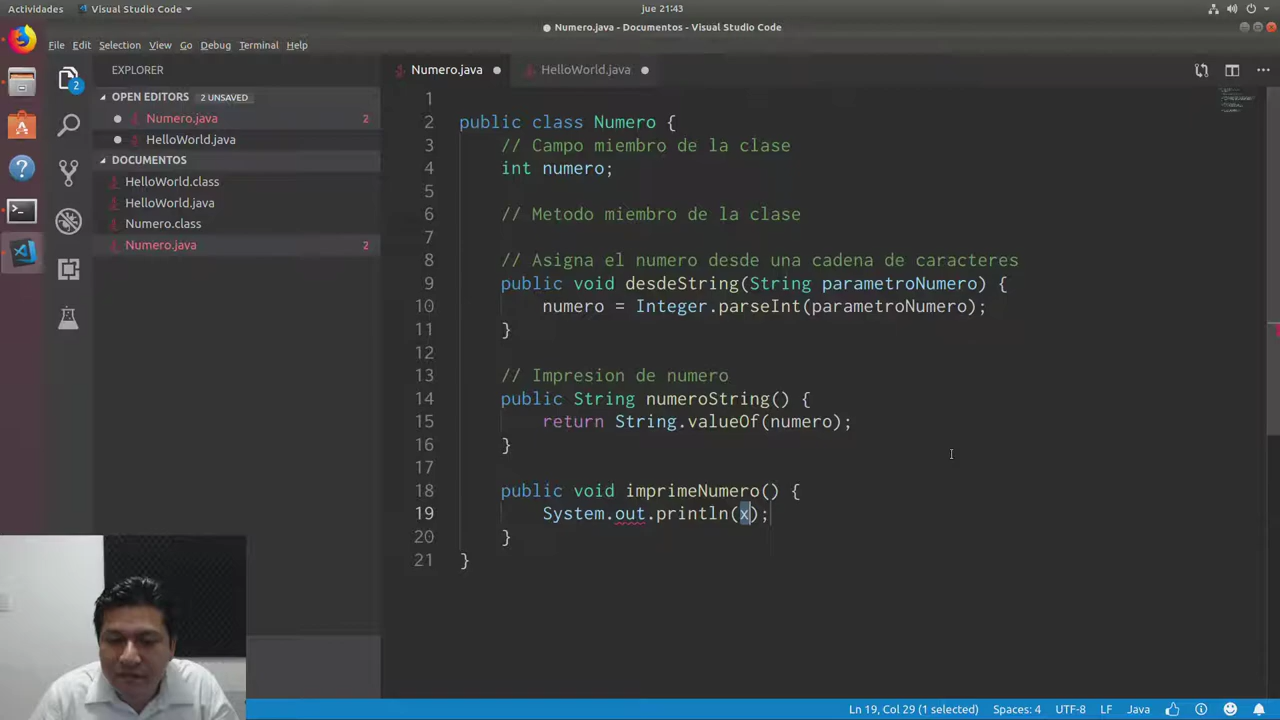 Actividades
Visual Studio Code
jue 21:43
Numero.java - Documentos - Visual Studio Code
File Edit Selection View Go Debug Terminal Help
EXPLORER
OPEN EDITORS 2 UNSAVED
Numero.java 2
HelloWorld.java
DOCUMENTOS
HelloWorld.class
HelloWorld.java
Numero.class
Numero.java 2
2
Numero.java
HelloWorld.java
1
2 public class Numero {
3 // Campo miembro de la clase
4 int numero;
5
6 // Metodo miembro de la clase
7
8 // Asigna el numero desde una cadena de caracteres
9 public void desdeString(String parametroNumero) {
10 numero = Integer.parseInt(parametroNumero);
11 }
12
13 // Impresion de numero
14 public String numeroString() {
15 return String.valueOf(numero);
16 }
17
18 public void imprimeNumero() {
19 System.out.println(x);
20 }
21 }
Ln 19, Col 29 (1 selected) Spaces: 4 UTF-8 LF Java